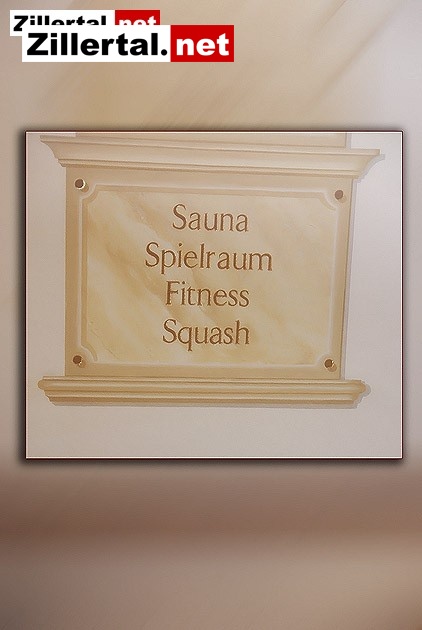 Zillertal.net
Zillertal.net
Sauna
Spielraum
Fitness
Squash